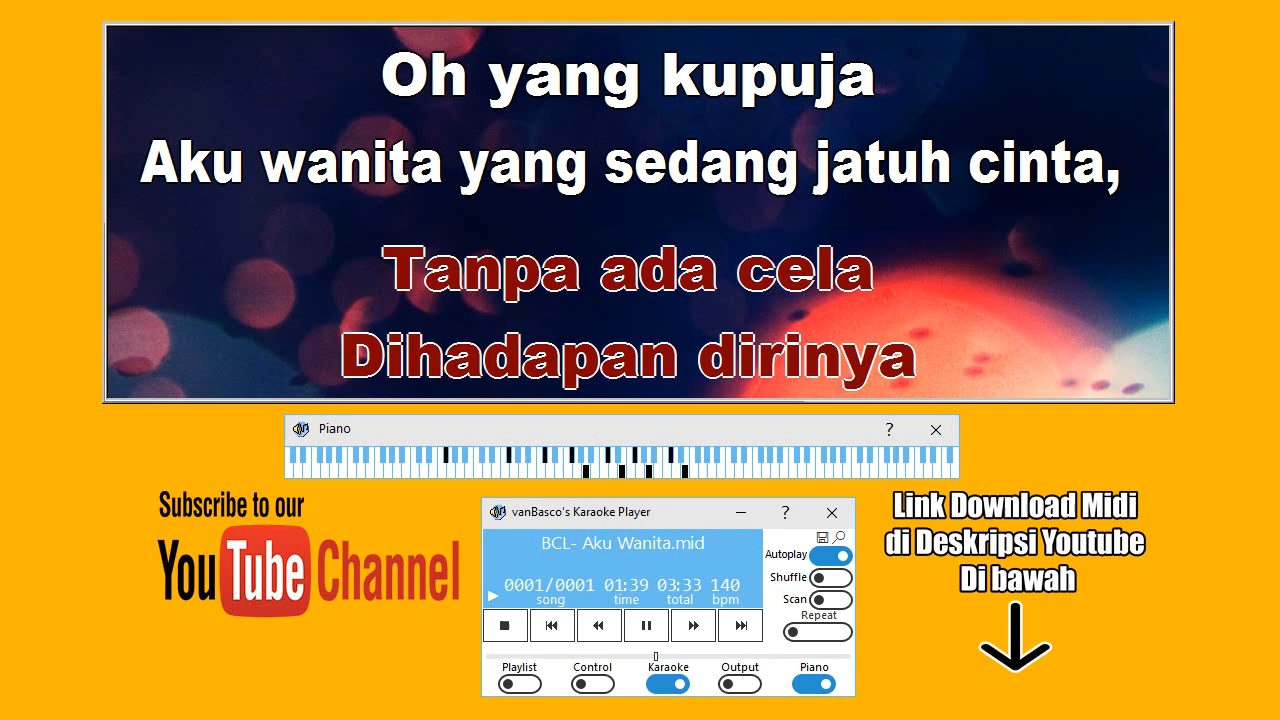 Oh yang kupuja
Aku wanita yang sedang jatuh cinta,
Tanpa ada cela
Dihadapan dirinya
Piano
?
Subscribe to our
YouTube Channel
vanBasco's Karaoke Player
?
BCL- Aku Wanita.mid
0001/0001 01:39 03:33 140
song time total bpm
Autoplay
Shuffle
Scan
Repeat
Playlist Control Karaoke Output Piano
Link Download Midi
di Deskripsi Youtube
Di bawah